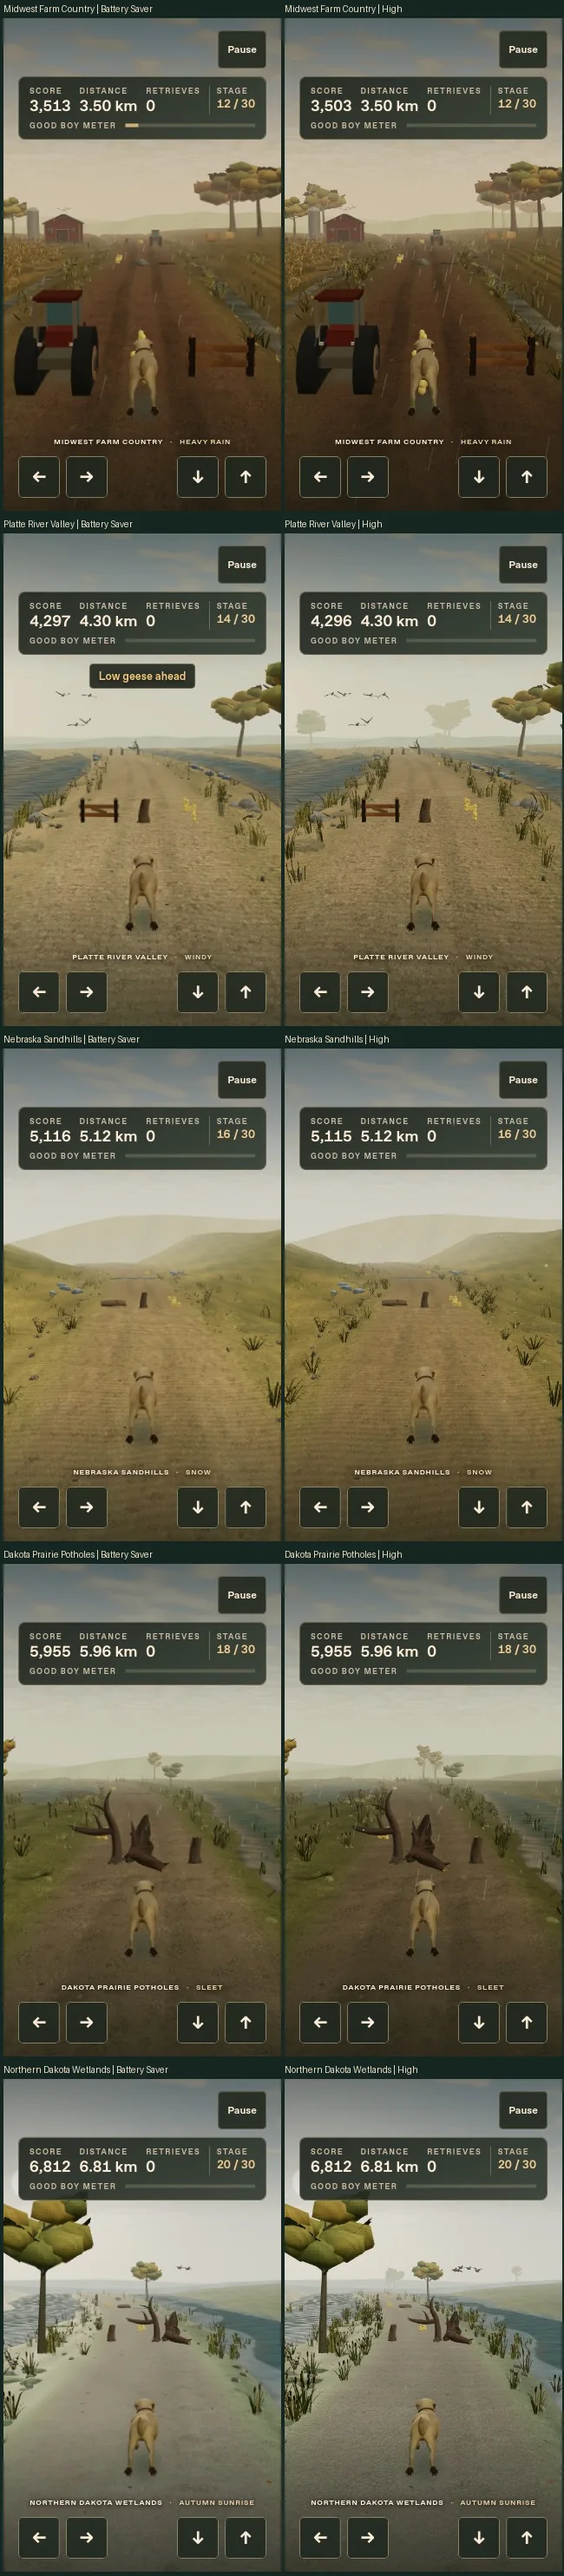 Midwest Farm Country | Battery Saver
Pause
SCORE DISTANCE RETRIEVES STAGE
3,513 3.50 km 0 12 / 30
GOOD BOY METER
MIDWEST FARM COUNTRY · HEAVY RAIN
← → ↓ ↑
Midwest Farm Country | High
Pause
SCORE DISTANCE RETRIEVES STAGE
3,503 3.50 km 0 12 / 30
GOOD BOY METER
MIDWEST FARM COUNTRY · HEAVY RAIN
← → ↓ ↑
Platte River Valley | Battery Saver
Pause
SCORE DISTANCE RETRIEVES STAGE
4,297 4.30 km 0 14 / 30
GOOD BOY METER
Low geese ahead
PLATTE RIVER VALLEY · WINDY
← → ↓ ↑
Platte River Valley | High
Pause
SCORE DISTANCE RETRIEVES STAGE
4,296 4.30 km 0 14 / 30
GOOD BOY METER
PLATTE RIVER VALLEY · WINDY
← → ↓ ↑
Nebraska Sandhills | Battery Saver
Pause
SCORE DISTANCE RETRIEVES STAGE
5,116 5.12 km 0 16 / 30
GOOD BOY METER
NEBRASKA SANDHILLS · SNOW
← → ↓ ↑
Nebraska Sandhills | High
Pause
SCORE DISTANCE RETRIEVES STAGE
5,115 5.12 km 0 16 / 30
GOOD BOY METER
NEBRASKA SANDHILLS · SNOW
← → ↓ ↑
Dakota Prairie Potholes | Battery Saver
Pause
SCORE DISTANCE RETRIEVES STAGE
5,955 5.96 km 0 18 / 30
GOOD BOY METER
DAKOTA PRAIRIE POTHOLES · SLEET
← → ↓ ↑
Dakota Prairie Potholes | High
Pause
SCORE DISTANCE RETRIEVES STAGE
5,955 5.96 km 0 18 / 30
GOOD BOY METER
DAKOTA PRAIRIE POTHOLES · SLEET
← → ↓ ↑
Northern Dakota Wetlands | Battery Saver
Pause
SCORE DISTANCE RETRIEVES STAGE
6,812 6.81 km 0 20 / 30
GOOD BOY METER
NORTHERN DAKOTA WETLANDS · AUTUMN SUNRISE
← → ↓ ↑
Northern Dakota Wetlands | High
Pause
SCORE DISTANCE RETRIEVES STAGE
6,812 6.81 km 0 20 / 30
GOOD BOY METER
NORTHERN DAKOTA WETLANDS · AUTUMN SUNRISE
← → ↓ ↑